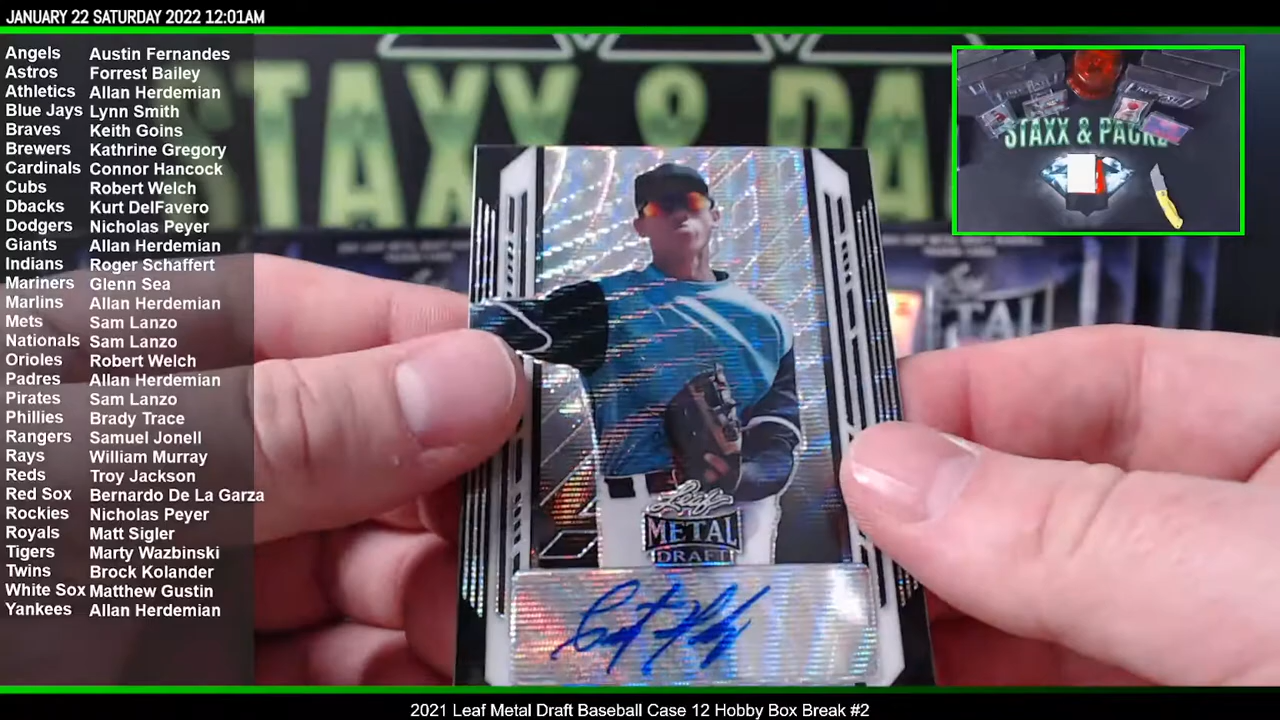 JANUARY 22 SATURDAY 2022 12:01AM
Angels Austin Fernandes
Astros Forrest Bailey
Athletics Allan Herdemian
Blue Jays Lynn Smith
Braves Keith Goins
Brewers Kathrine Gregory
Cardinals Connor Hancock
Cubs Robert Welch
Dbacks Kurt DelFavero
Dodgers Nicholas Peyer
Giants Allan Herdemian
Indians Roger Schaffert
Mariners Glenn Sea
Marlins Allan Herdemian
Mets Sam Lanzo
Nationals Sam Lanzo
Orioles Robert Welch
Padres Allan Herdemian
Pirates Sam Lanzo
Phillies Brady Trace
Rangers Samuel Jonell
Rays William Murray
Reds Troy Jackson
Red Sox Bernardo De La Garza
Rockies Nicholas Peyer
Royals Matt Sigler
Tigers Marty Wazbinski
Twins Brock Kolander
White Sox Matthew Gustin
Yankees Allan Herdemian
STAXX & PA
STAXX & PACKZ
Leaf
METAL
DRAFT
2021 Leaf Metal Draft Baseball Case 12 Hobby Box Break #2